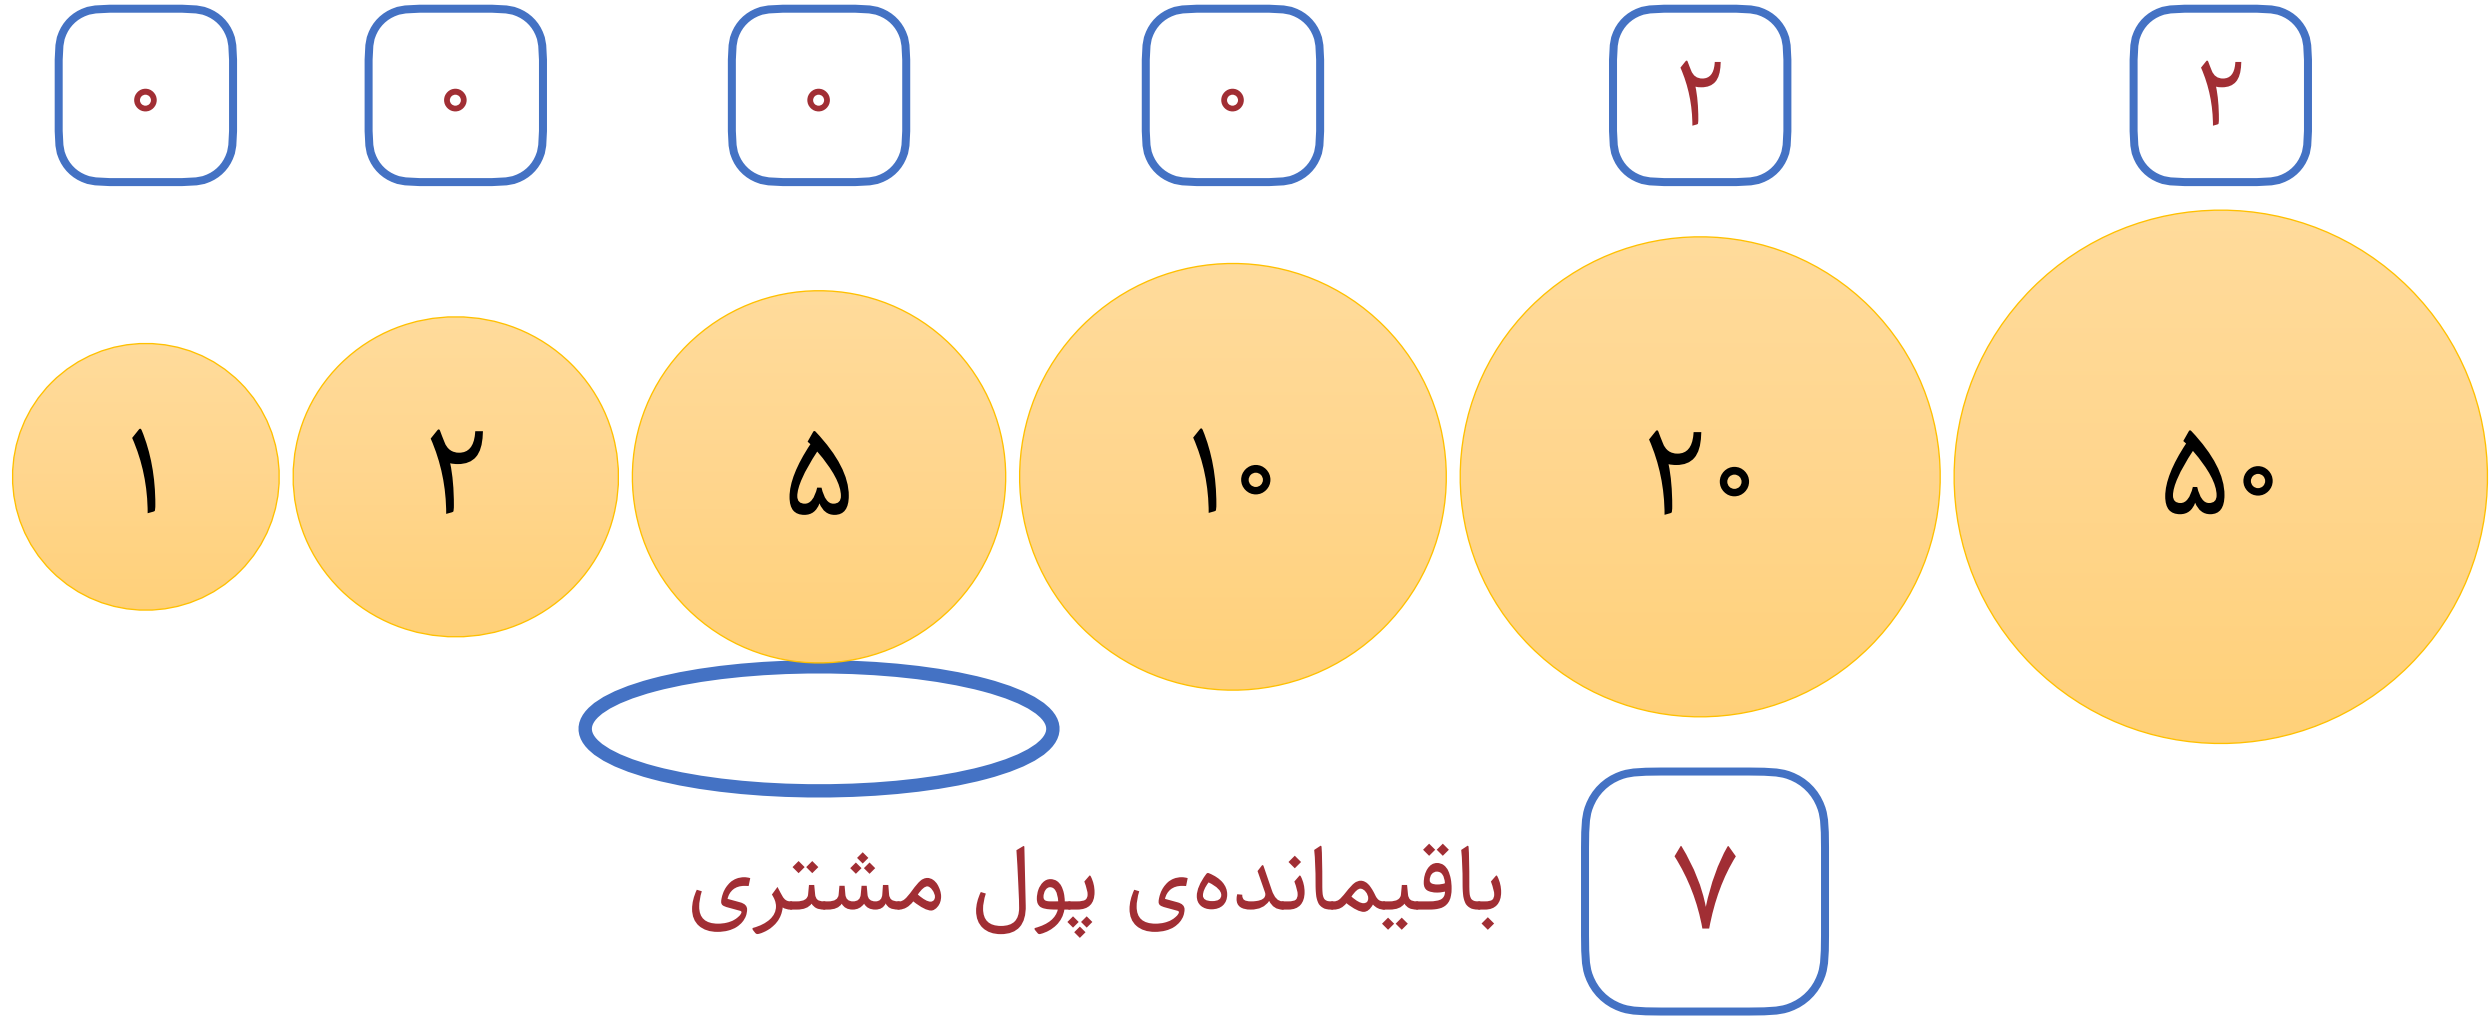 ۰ ۰ ۰ ۰ ۲ ۲
۱ ۲ ۵ ۱۰ ۲۰ ۵۰
۷ باقیمانده‌ی پول مشتری